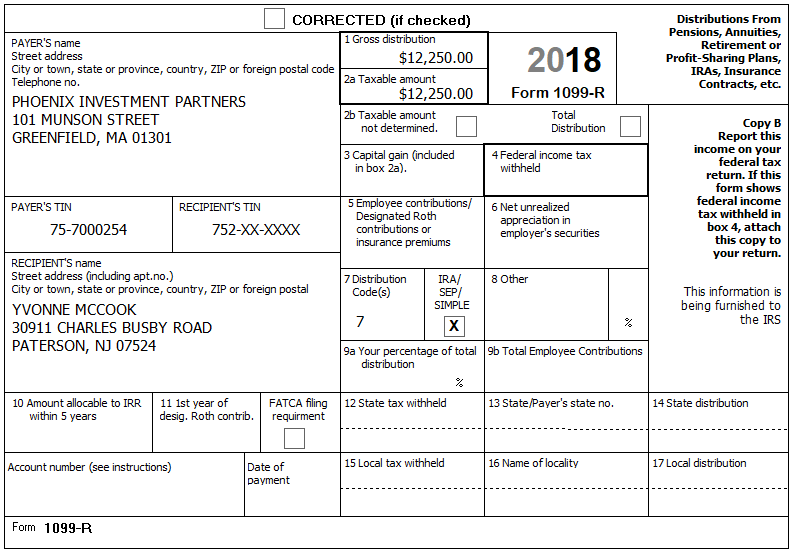 CORRECTED (if checked)
PAYER'S name
Street address
City or town, state or province, country, ZIP or foreign postal code
Telephone no.
PHOENIX INVESTMENT PARTNERS
101 MUNSON STREET
GREENFIELD, MA 01301
1 Gross distribution
$12,250.00
2a Taxable amount
$12,250.00
2018
Form 1099-R
Distributions From
Pensions, Annuities,
Retirement or
Profit-Sharing Plans,
IRAs, Insurance
Contracts, etc.
2b Taxable amount
not determined.
Total
Distribution
Copy B
Report this
income on your
federal tax
return. If this
form shows
federal income
tax withheld in
box 4, attach
this copy to
your return.
This information is
being furnished to
the IRS
3 Capital gain (included
in box 2a).
4 Federal income tax
withheld
PAYER'S TIN
75-7000254
RECIPIENT'S TIN
752-XX-XXXX
5 Employee contributions/
Designated Roth
contributions or
insurance premiums
6 Net unrealized
appreciation in
employer's securities
RECIPIENT'S name
Street address (including apt.no.)
City or town, state or province, country, ZIP or foreign postal
YVONNE MCCOOK
30911 CHARLES BUSBY ROAD
PATERSON, NJ 07524
7 Distribution
Code(s)
7
IRA/
SEP/
SIMPLE
X
8 Other
%
9a Your percentage of total
distribution
%
9b Total Employee Contributions
10 Amount allocable to IRR
within 5 years
11 1st year of
desig. Roth contrib.
FATCA filing
requirment
12 State tax withheld
13 State/Payer's state no.
14 State distribution
Account number (see instructions)
Date of
payment
15 Local tax withheld
16 Name of locality
17 Local distribution
Form 1099-R